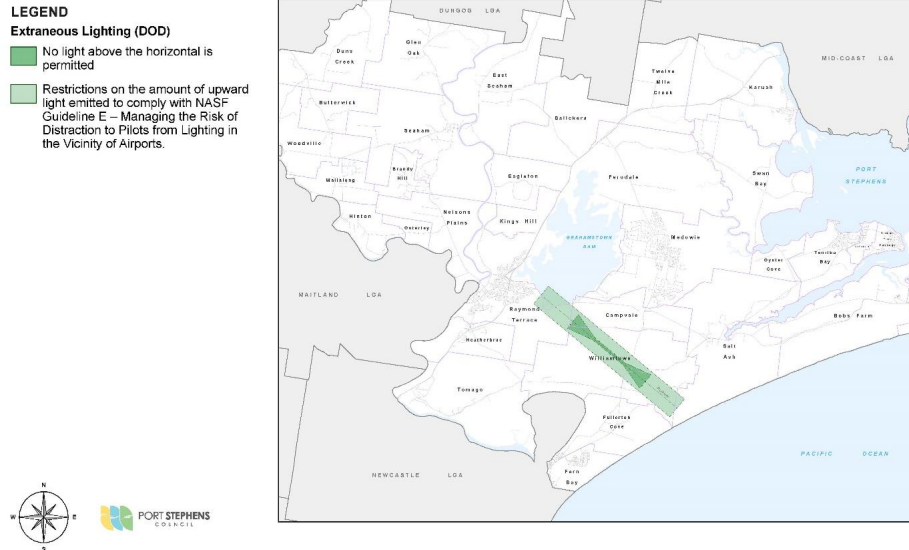 LEGEND
Extraneous Lighting (DOD)
No light above the horizontal is
permitted
Restrictions on the amount of upward
light emitted to comply with NASF
Guideline E – Managing the Risk of
Distraction to Pilots from Lighting in
the Vicinity of Airports.
DUNGOG LGA
MID-COAST LGA
Duns
Creek
Glen
Oak
East
Seaham
Twelve
Mile
Creek
Karuah
Butterwick
Balickera
Seaham
Woodville
Brandy
Hill
Wallalong
Eagleton
Ferodale
Swan
Bay
PORT
STEPHENS
Hinton
Nelsons
Plains
Osterley
Kings Hill
GRAHAMSTOWN
DAM
Medowie
Oyster
Cove
Tanilba
Bay
MAITLAND LGA
Raymond
Terrace
Campvale
Bobs Farm
Heatherbrae
Williamtown
Salt
Ash
Tomago
Fullerton
Cove
PACIFIC OCEAN
NEWCASTLE LGA
Fern
Bay
N
W
E
S
PORT STEPHENS
COUNCIL